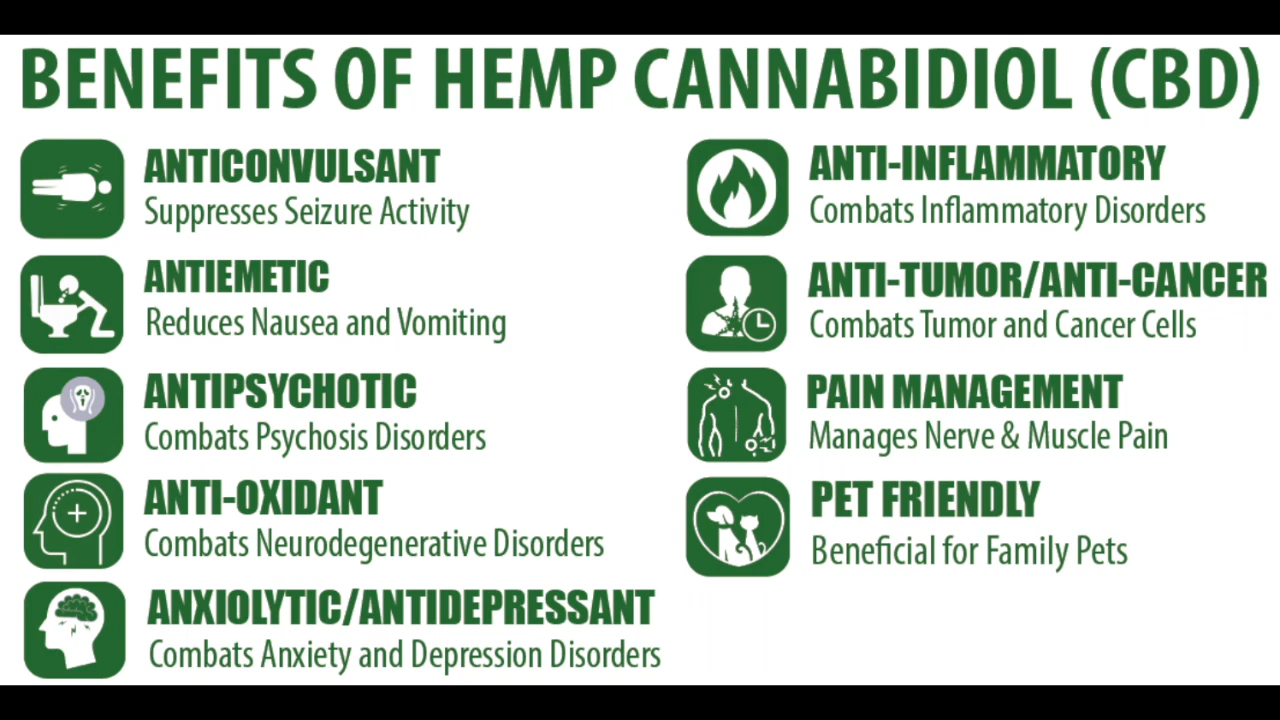 BENEFITS OF HEMP CANNABIDIOL (CBD)
ANTICONVULSANT
Suppresses Seizure Activity
ANTIEMETIC
Reduces Nausea and Vomiting
ANTIPSYCHOTIC
Combats Psychosis Disorders
ANTI-OXIDANT
Combats Neurodegenerative Disorders
ANXIOLYTIC/ANTIDEPRESSANT
Combats Anxiety and Depression Disorders
ANTI-INFLAMMATORY
Combats Inflammatory Disorders
ANTI-TUMOR/ANTI-CANCER
Combats Tumor and Cancer Cells
PAIN MANAGEMENT
Manages Nerve & Muscle Pain
PET FRIENDLY
Beneficial for Family Pets